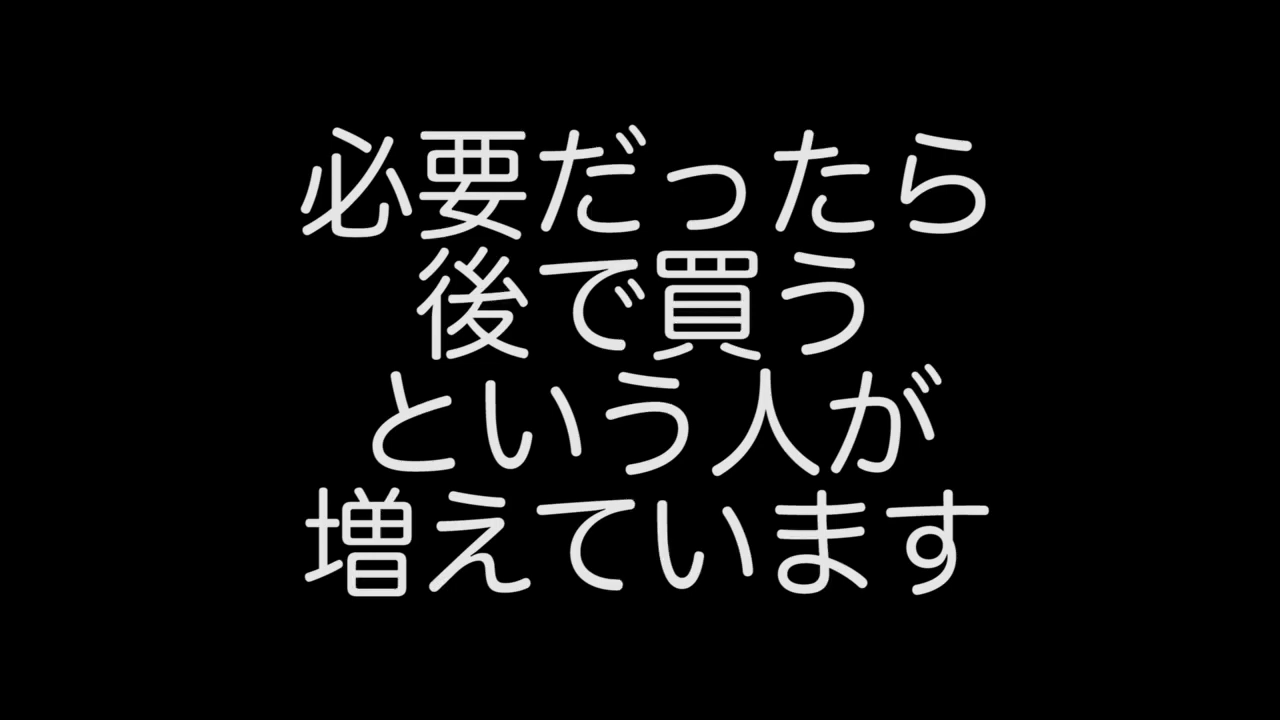 必要だったら
後で買う
という人が
増えています